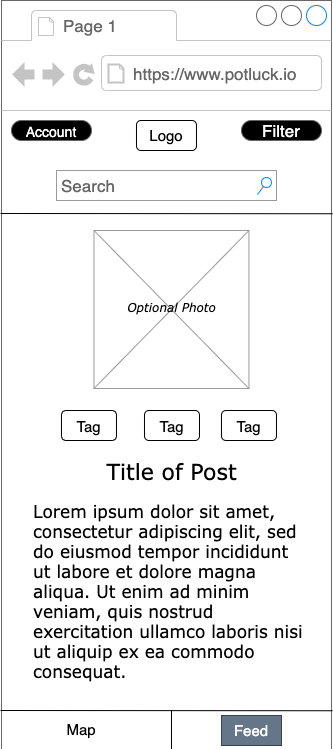 Page 1
https://www.potluck.io
Account
Logo
Filter
Search
Optional Photo
Tag
Tag
Tag
Title of Post
Lorem ipsum dolor sit amet,
consectetur adipiscing elit, sed
do eiusmod tempor incididunt
ut labore et dolore magna
aliqua. Ut enim ad minim
veniam, quis nostrud
exercitation ullamco laboris nisi
ut aliquip ex ea commodo
consequat.
Map
Feed